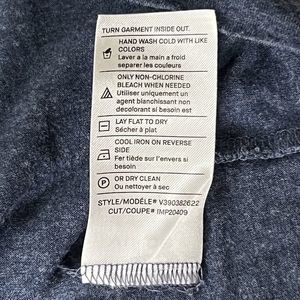 TURN GARMENT INSIDE OUT.
HAND WASH COLD WITH LIKE
COLORS
Laver a la main a froid
separer les couleurs
ONLY NON-CHLORINE
BLEACH WHEN NEEDED
Utiliser uniquement un
agent blanchissant non
decolorant si besoin est
LAY FLAT TO DRY
Sécher à plat
COOL IRON ON REVERSE
SIDE
Fer tiède sur l'envers si
besoin
OR DRY CLEAN
Ou nettoyer à sec
STYLE/MODÈLE# V390382622
CUT/COUPE# IMP20409